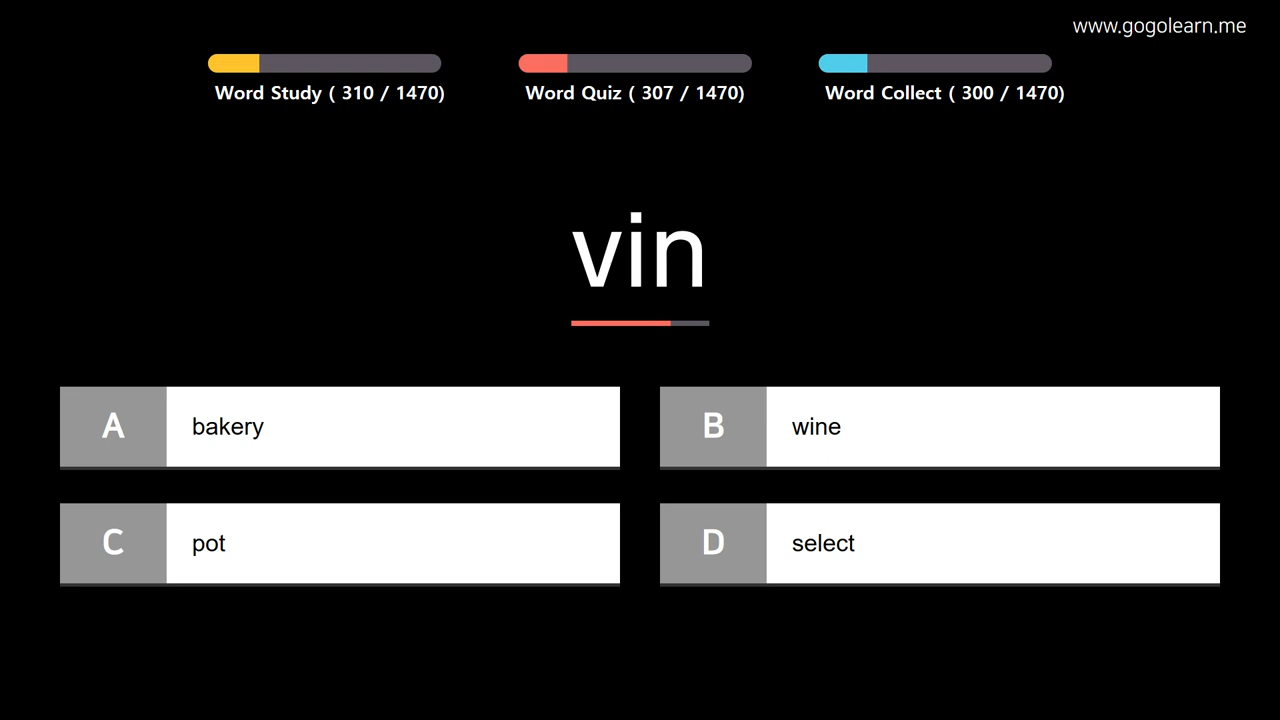 www.gogolearn.me
Word Study ( 310 / 1470)
Word Quiz ( 307 / 1470)
Word Collect ( 300 / 1470)
vin
A
bakery
B
wine
C
pot
D
select